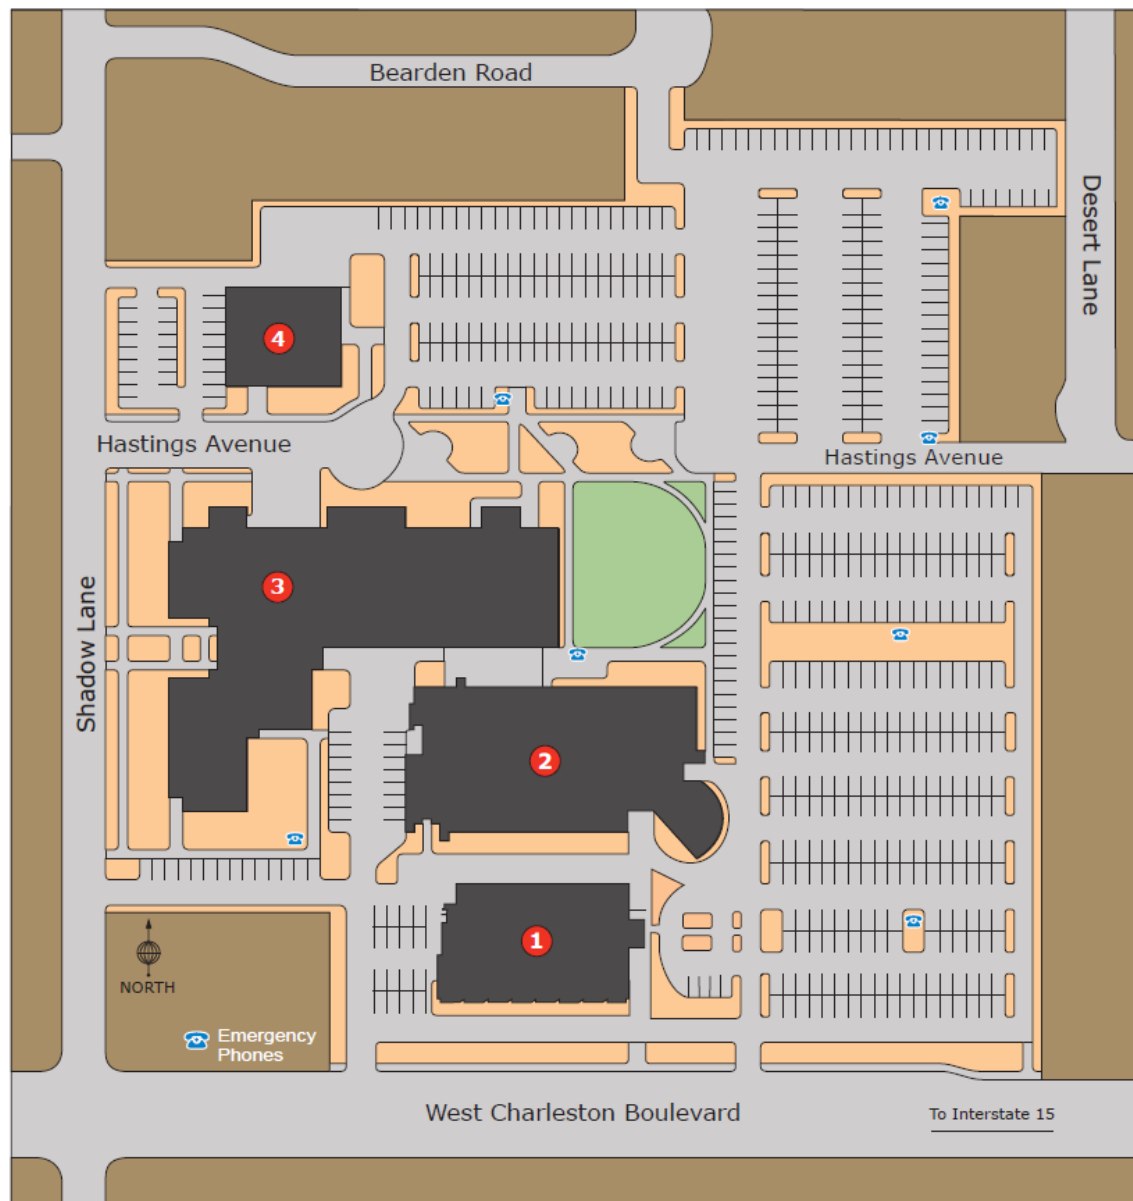 Bearden Road
Desert Lane
4
Hastings Avenue
Hastings Avenue
3
Shadow Lane
2
1
NORTH
Emergency
Phones
West Charleston Boulevard
To Interstate 15